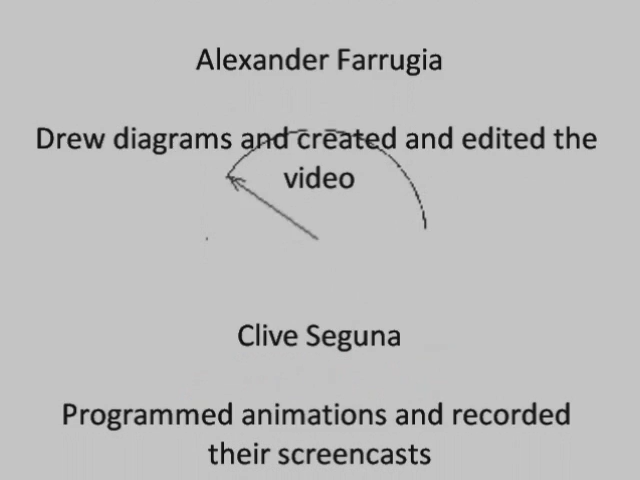 Alexander Farrugia
Drew diagrams and created and edited the
video
Clive Seguna
Programmed animations and recorded
their screencasts